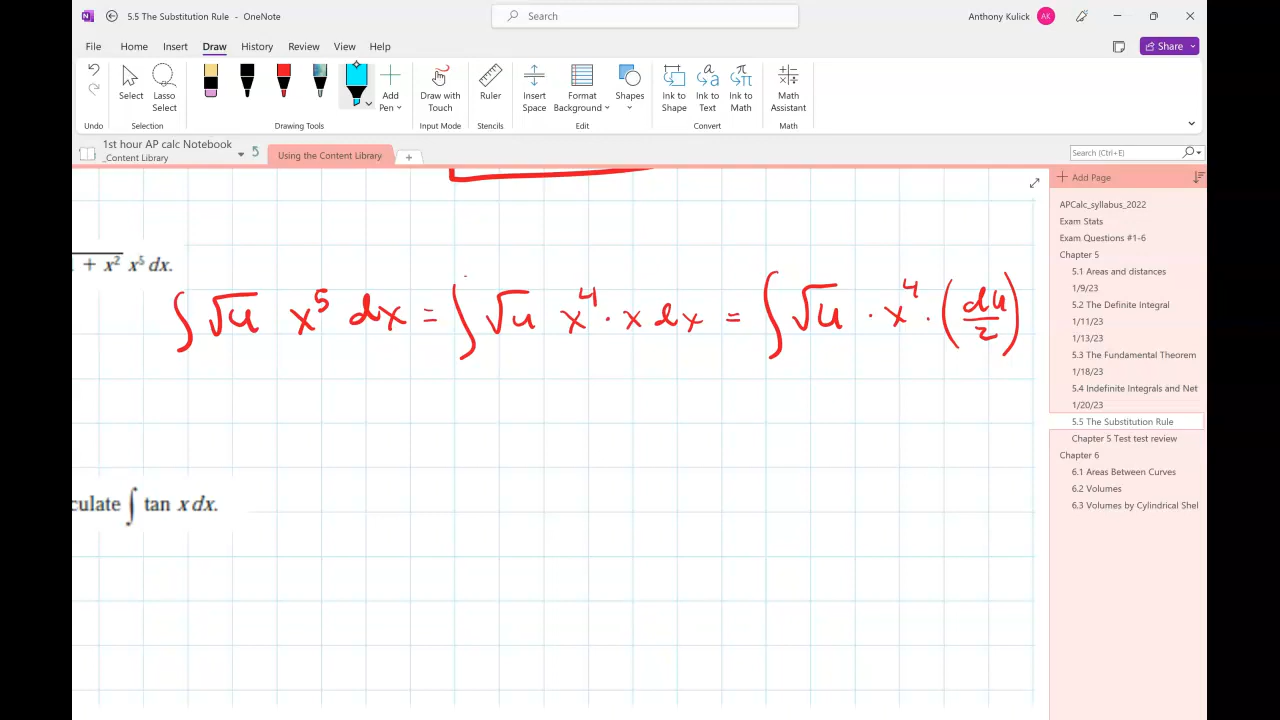 5.5 The Substitution Rule - OneNote
Search
Anthony Kulick
AK
File Home Insert Draw History Review View Help
Share
Undo
Select
Lasso Select
Add Pen
Draw with Touch
Ruler
Insert Space
Format Background
Shapes
Ink to Shape
Ink to Text
Ink to Math
Math Assistant
Selection
Drawing Tools
Input Mode
Stencils
Edit
Convert
Math
1st hour AP calc Notebook
_Content Library
Using the Content Library
Search (Ctrl+E)
Add Page
APCalc_syllabus_2022
Exam Stats
Exam Questions #1-6
Chapter 5
5.1 Areas and distances
1/9/23
5.2 The Definite Integral
1/11/23
1/13/23
5.3 The Fundamental Theorem
1/18/23
5.4 Indefinite Integrals and Net
1/20/23
5.5 The Substitution Rule
Chapter 5 Test test review
Chapter 6
6.1 Areas Between Curves
6.2 Volumes
6.3 Volumes by Cylindrical Shel
+ x² x⁵ dx.
∫ √u x⁵ dx = ∫ √u x⁴ · x dx = ∫ √u · x⁴ · (du/2)
culate ∫ tan x dx.